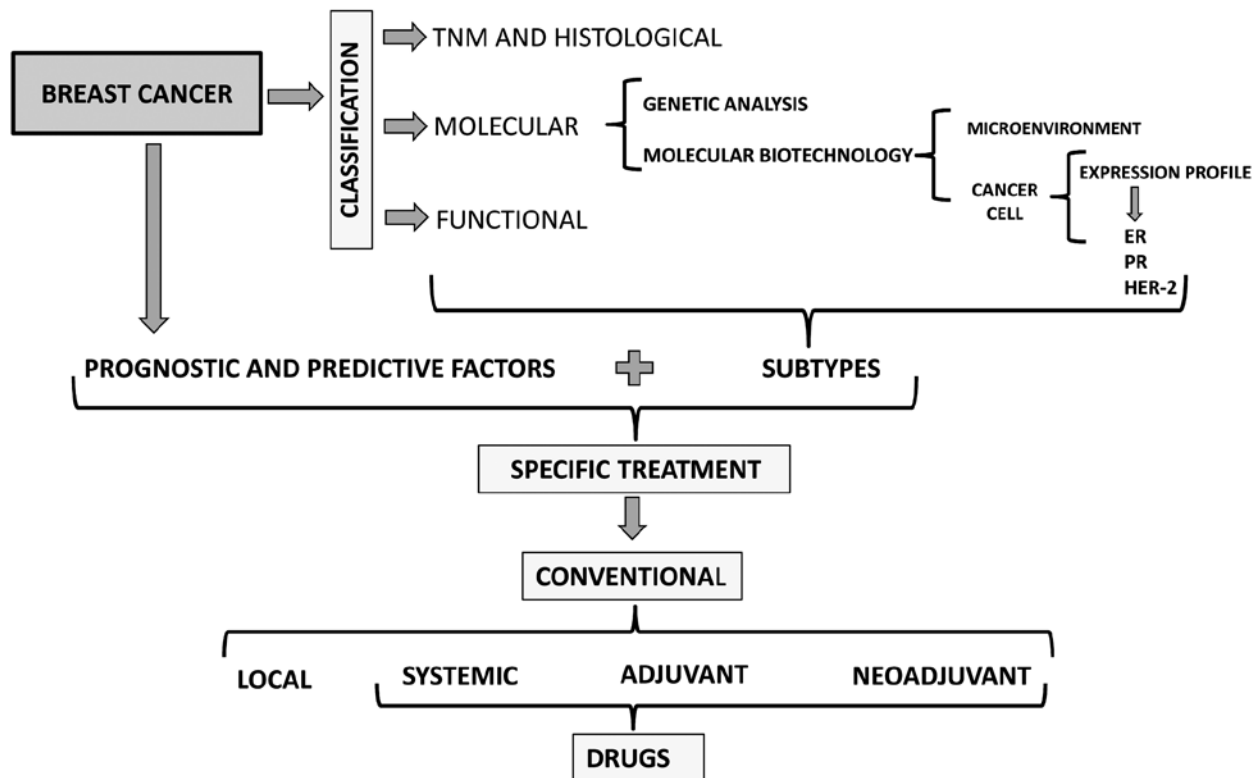 BREAST CANCER
CLASSIFICATION
TNM AND HISTOLOGICAL
MOLECULAR
FUNCTIONAL
GENETIC ANALYSIS
MOLECULAR BIOTECHNOLOGY
MICROENVIRONMENT
CANCER
CELL
EXPRESSION PROFILE
ER
PR
HER-2
PROGNOSTIC AND PREDICTIVE FACTORS
SUBTYPES
SPECIFIC TREATMENT
CONVENTIONAL
LOCAL
SYSTEMIC
ADJUVANT
NEOADJUVANT
DRUGS